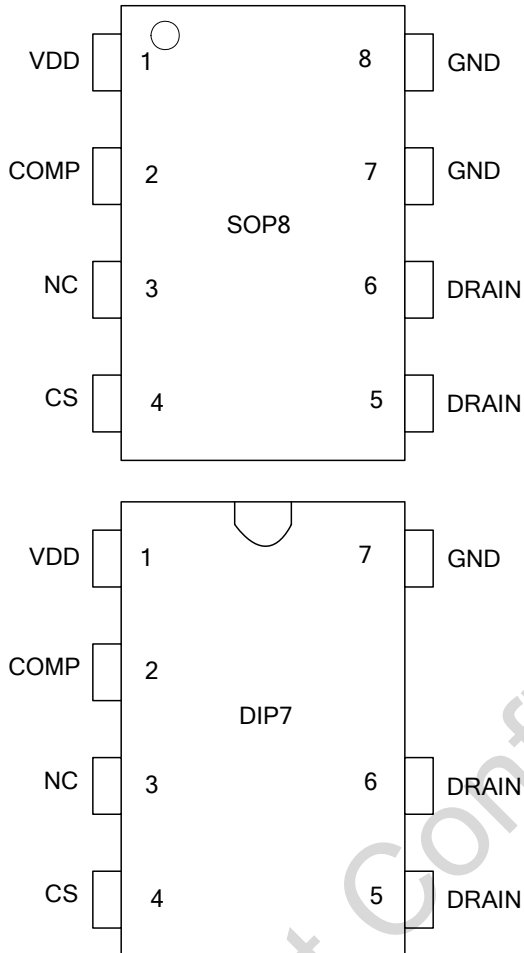 VDD 1 8 GND
COMP 2 7 GND
SOP8
NC 3 6 DRAIN
CS 4 5 DRAIN
VDD 1 7 GND
COMP 2
DIP7
NC 3 6 DRAIN
CS 4 5 DRAIN